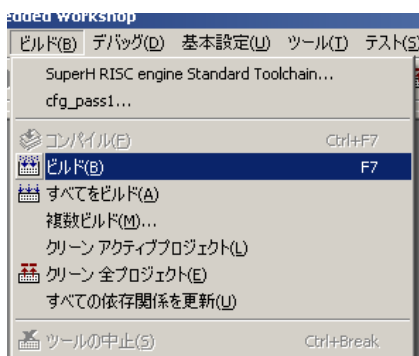 edded Workshop
ビルド(B) デバッグ(D) 基本設定(U) ツール(T) テスト(S
SuperH RISC engine Standard Toolchain...
cfg_pass1...
コンパイル(F) Ctrl+F7
ビルド(B) F7
すべてをビルド(A)
複数ビルド(M)...
クリーン アクティブプロジェクト(L)
クリーン 全プロジェクト(E)
すべての依存関係を更新(U)
ツールの中止(S) Ctrl+Break